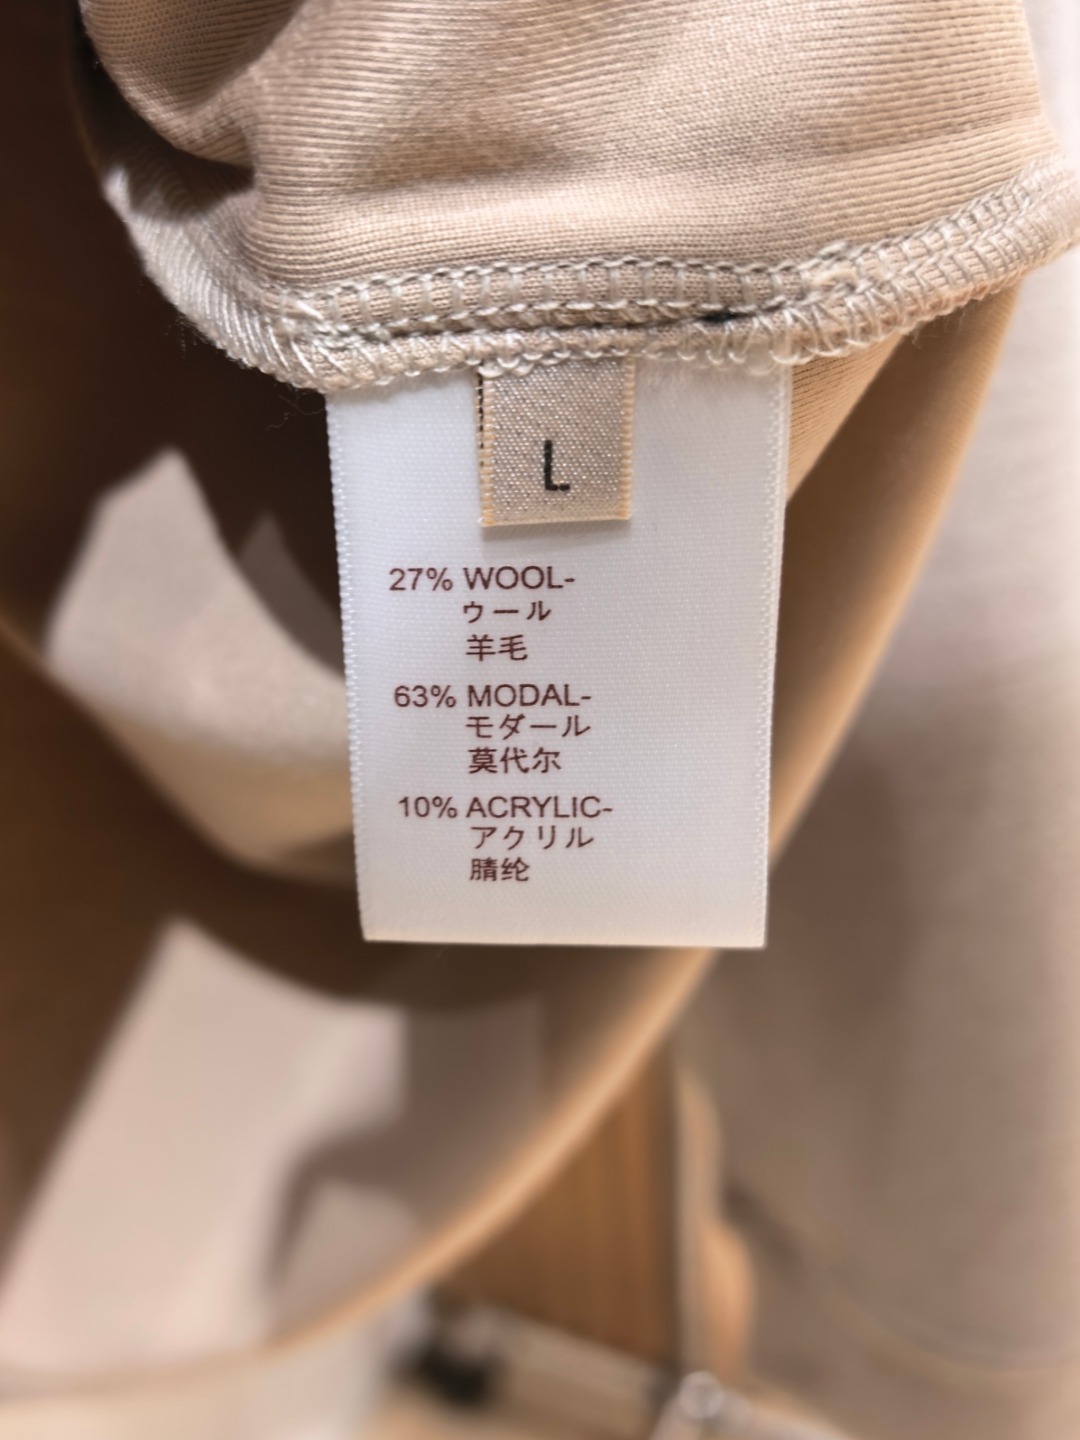 L
27% WOOL-
ウール
羊毛
63% MODAL-
モダール
莫代尔
10% ACRYLIC-
アクリル
腈纶